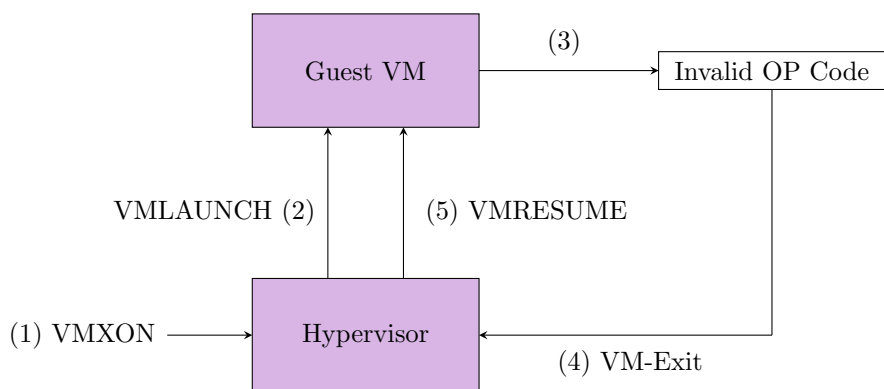 (3)
Guest VM
Invalid OP Code
VMLAUNCH (2)
(5) VMRESUME
(1) VMXON
Hypervisor
(4) VM-Exit